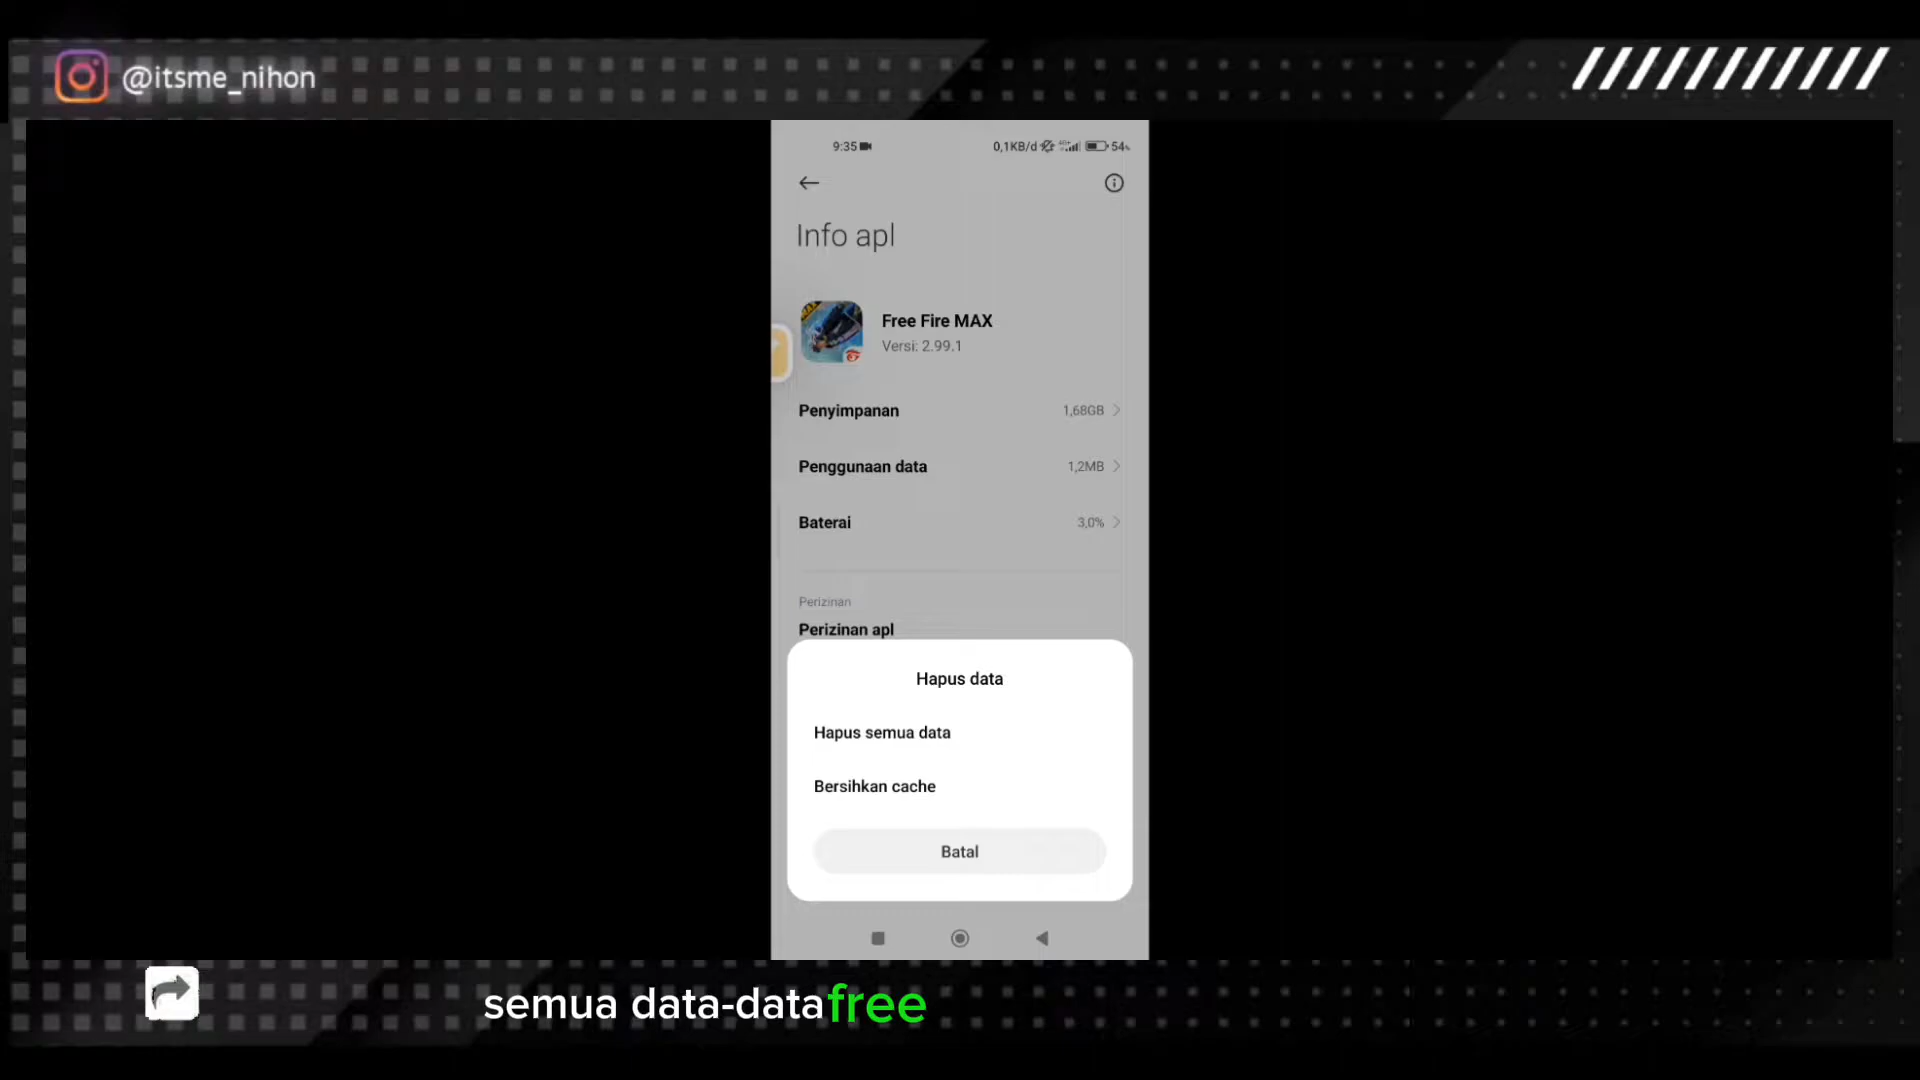 @itsme_nihon
9:35
0,1KB/d
54
Info apl
Free Fire MAX
Versi: 2.99.1
Penyimpanan
1,68GB
Penggunaan data
1,2MB
Baterai
3,0%
Perizinan
Perizinan apl
Hapus data
Hapus semua data
Bersihkan cache
Batal
semua data-data free